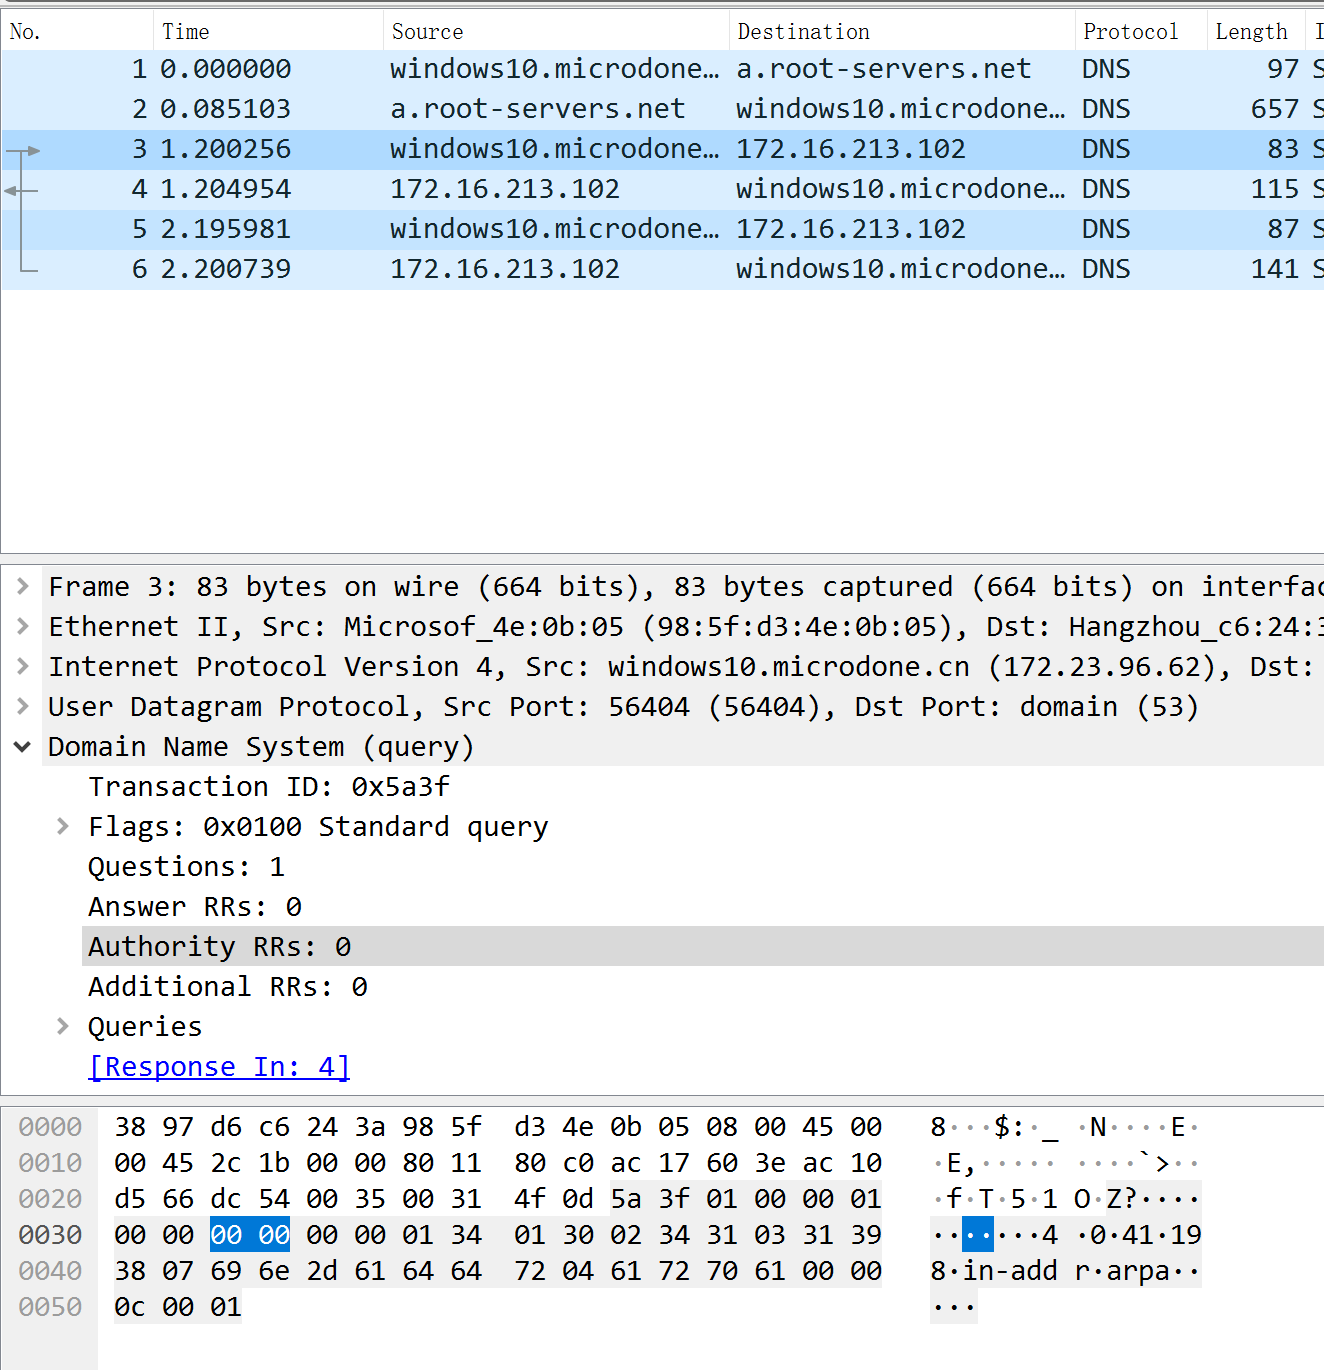 No. Time Source Destination Protocol Length
1 0.000000 windows10.microdone… a.root-servers.net DNS 97 S
2 0.085103 a.root-servers.net windows10.microdone… DNS 657 S
3 1.200256 windows10.microdone… 172.16.213.102 DNS 83 S
4 1.204954 172.16.213.102 windows10.microdone… DNS 115 S
5 2.195981 windows10.microdone… 172.16.213.102 DNS 87 S
6 2.200739 172.16.213.102 windows10.microdone… DNS 141 S
Frame 3: 83 bytes on wire (664 bits), 83 bytes captured (664 bits) on interfac
Ethernet II, Src: Microsof_4e:0b:05 (98:5f:d3:4e:0b:05), Dst: Hangzhou_c6:24:3
Internet Protocol Version 4, Src: windows10.microdone.cn (172.23.96.62), Dst:
User Datagram Protocol, Src Port: 56404 (56404), Dst Port: domain (53)
Domain Name System (query)
Transaction ID: 0x5a3f
Flags: 0x0100 Standard query
Questions: 1
Answer RRs: 0
Authority RRs: 0
Additional RRs: 0
Queries
[Response In: 4]
0000 38 97 d6 c6 24 3a 98 5f d3 4e 0b 05 08 00 45 00 8···$:·_ ·N····E·
0010 00 45 2c 1b 00 00 80 11 80 c0 ac 17 60 3e ac 10 ·E,····· ····`>··
0020 d5 66 dc 54 00 35 00 31 4f 0d 5a 3f 01 00 00 01 ·f·T·5·1 O·Z?····
0030 00 00 00 00 00 00 01 34 01 30 02 34 31 03 31 39 ·······4 ·0·41·19
0040 38 07 69 6e 2d 61 64 64 72 04 61 72 70 61 00 00 8·in-add r·arpa··
0050 0c 00 01 ···